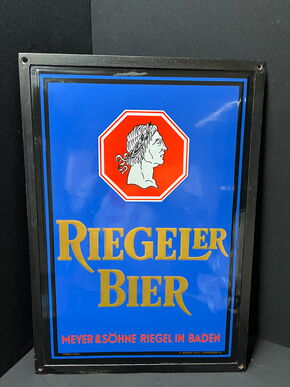 RIEGELER
BIER
MEYER & SÖHNE RIEGEL IN BADEN